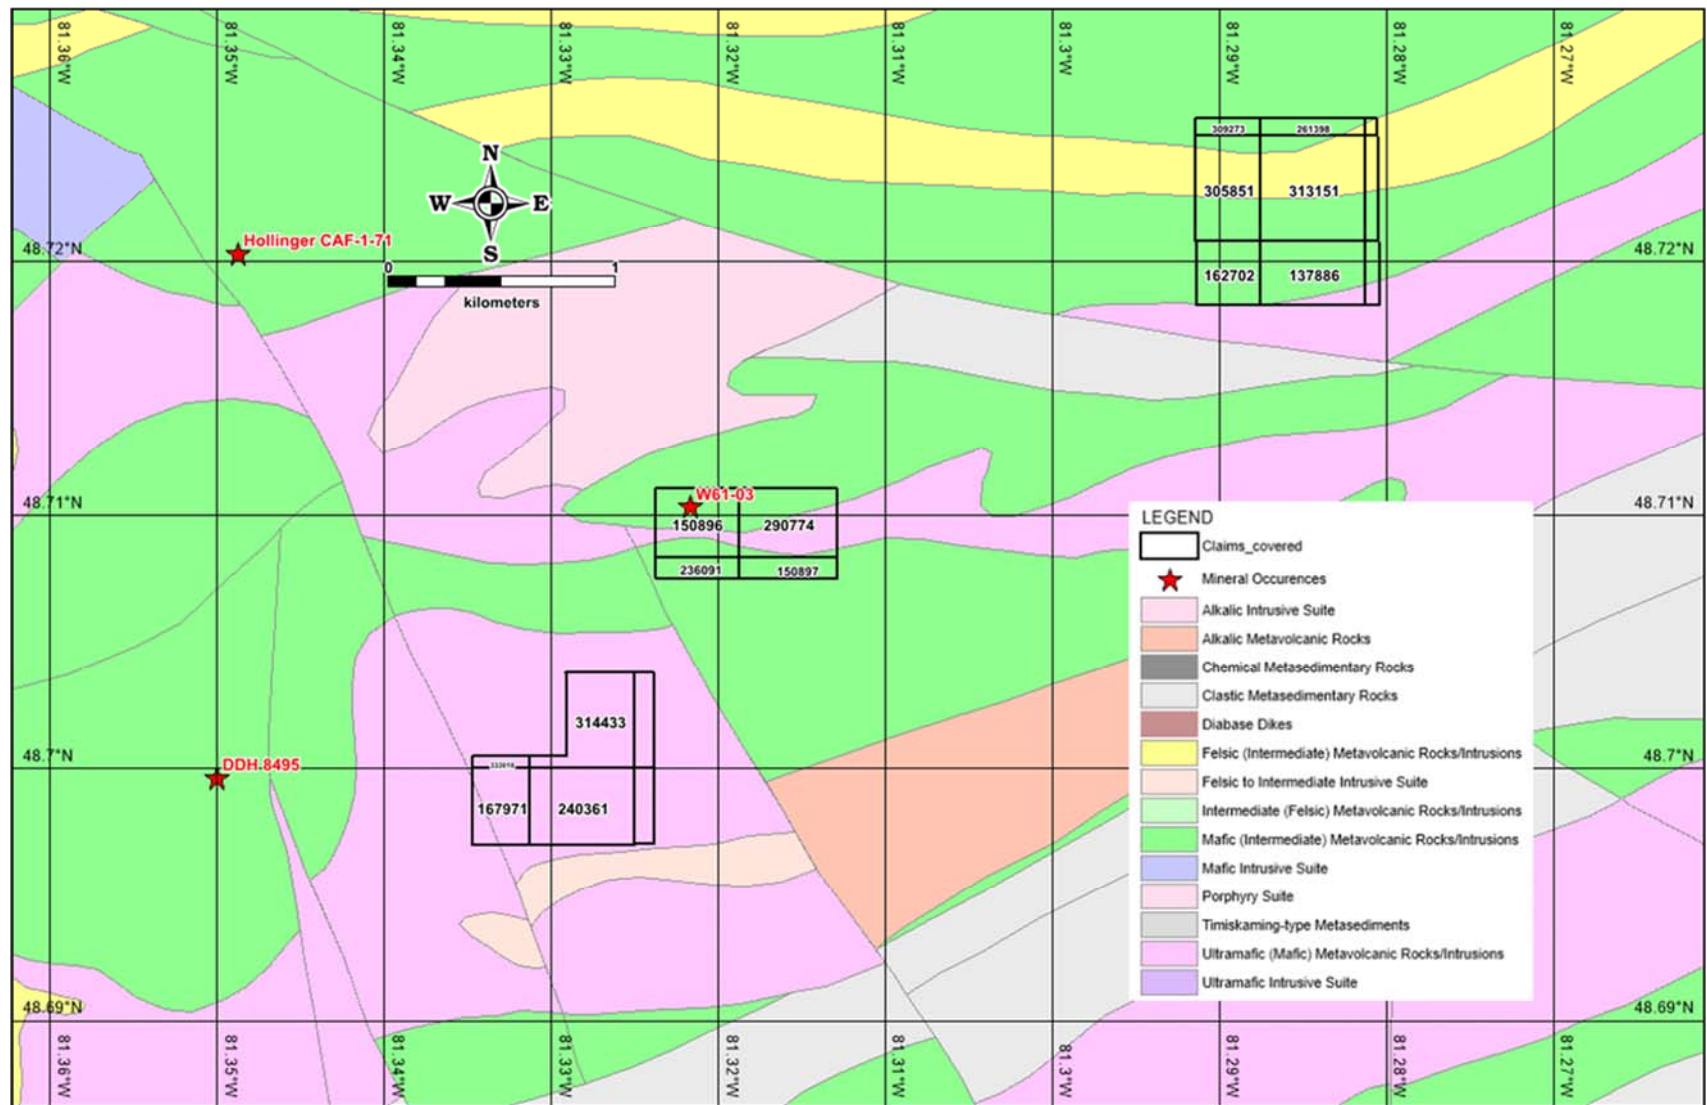 81.36°W
81.35°W
81.34°W
81.33°W
81.32°W
81.31°W
81.3°W
81.29°W
81.28°W
81.27°W
309273
261398
N
W
E
S
305851
313151
Hollinger CAF-1-71
48.72°N
48.72°N
0
1
kilometers
162702
137886
W61-03
48.71°N
48.71°N
150896
290774
236091
150897
LEGEND
Claims_covered
Mineral Occurences
Alkalic Intrusive Suite
Alkalic Metavolcanic Rocks
Chemical Metasedimentary Rocks
Clastic Metasedimentary Rocks
Diabase Dikes
Felsic (Intermediate) Metavolcanic Rocks/Intrusions
Felsic to Intermediate Intrusive Suite
Intermediate (Felsic) Metavolcanic Rocks/Intrusions
Mafic (Intermediate) Metavolcanic Rocks/Intrusions
Mafic Intrusive Suite
Porphyry Suite
Timiskaming-type Metasediments
Ultramafic (Mafic) Metavolcanic Rocks/Intrusions
Ultramafic Intrusive Suite
314433
48.7°N
48.7°N
DDH-8495
167971
240361
48.69°N
48.69°N
81.36°W
81.35°W
81.34°W
81.33°W
81.32°W
81.31°W
81.3°W
81.29°W
81.28°W
81.27°W